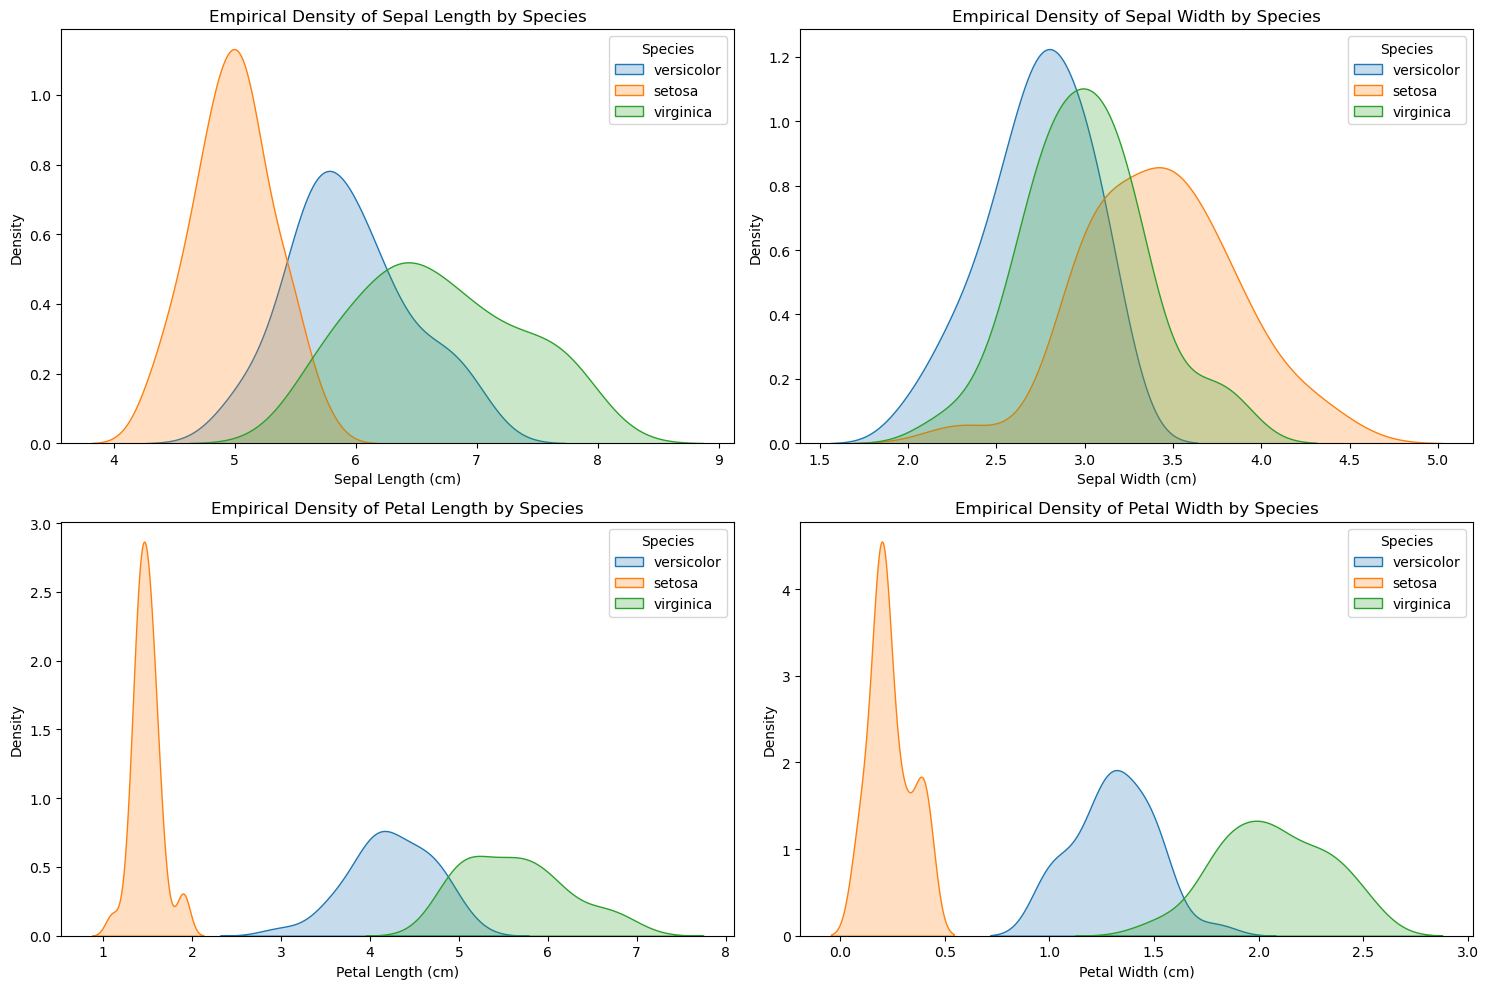 Empirical Density of Sepal Length by Species
Density
1.0
0.8
0.6
0.4
0.2
0.0
4 5 6 7 8 9
Sepal Length (cm)
Species
versicolor
setosa
virginica
Empirical Density of Sepal Width by Species
Density
1.2
1.0
0.8
0.6
0.4
0.2
0.0
1.5 2.0 2.5 3.0 3.5 4.0 4.5 5.0
Sepal Width (cm)
Species
versicolor
setosa
virginica
Empirical Density of Petal Length by Species
Density
3.0
2.5
2.0
1.5
1.0
0.5
0.0
1 2 3 4 5 6 7 8
Petal Length (cm)
Species
versicolor
setosa
virginica
Empirical Density of Petal Width by Species
Density
4
3
2
1
0
0.0 0.5 1.0 1.5 2.0 2.5 3.0
Petal Width (cm)
Species
versicolor
setosa
virginica